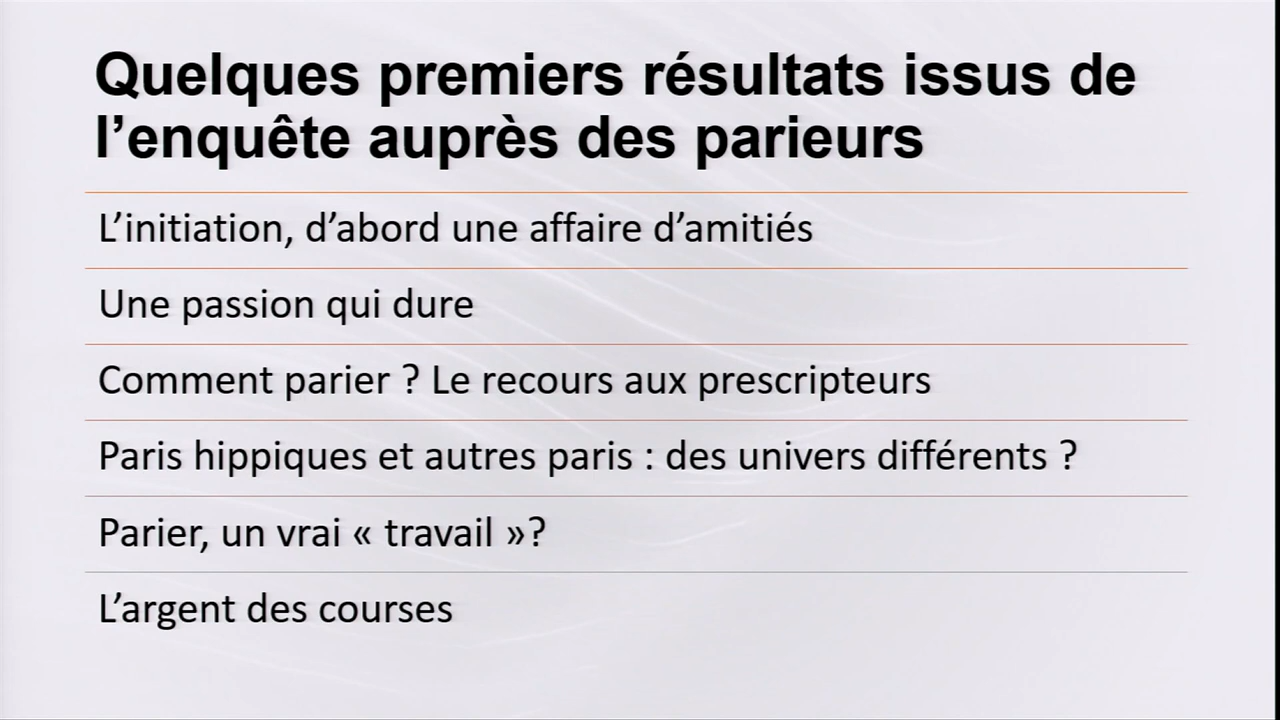 Quelques premiers résultats issus de
l’enquête auprès des parieurs
L’initiation, d’abord une affaire d’amitiés
Une passion qui dure
Comment parier ? Le recours aux prescripteurs
Paris hippiques et autres paris : des univers différents ?
Parier, un vrai « travail »?
L’argent des courses